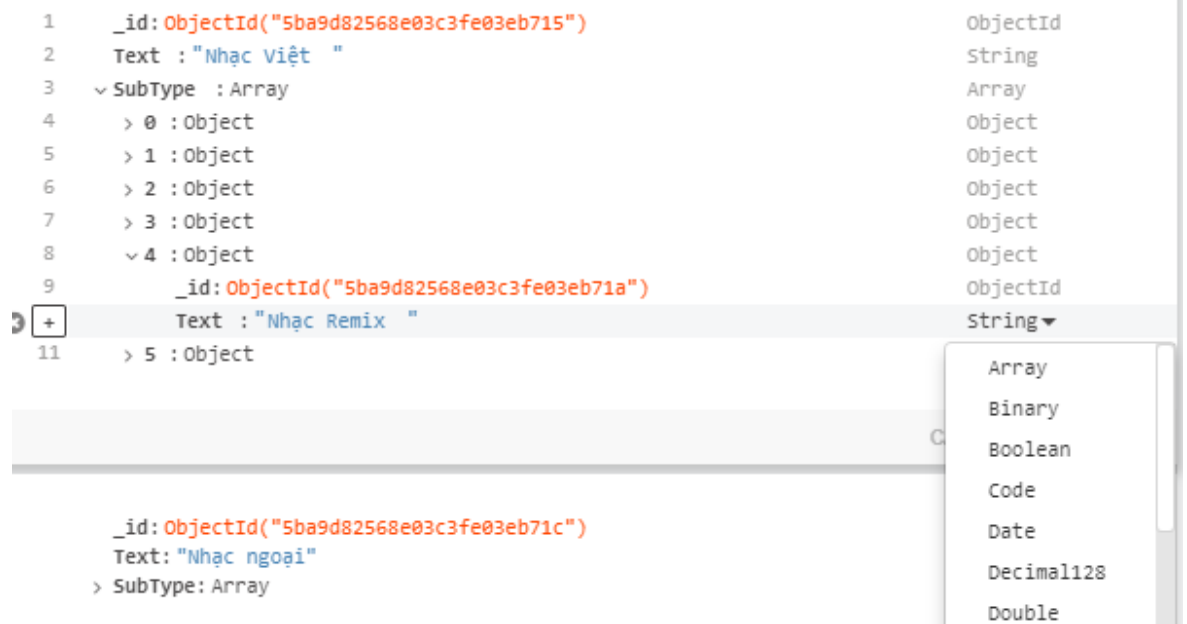 1 _id: ObjectId("5ba9d82568e03c3fe03eb715") ObjectId
2 Text : "Nhạc Việt " String
3 SubType : Array Array
4 > 0 : Object Object
5 > 1 : Object Object
6 > 2 : Object Object
7 > 3 : Object Object
8 4 : Object Object
9 _id: ObjectId("5ba9d82568e03c3fe03eb71a") ObjectId
+ Text : "Nhạc Remix " String
11 > 5 : Object
Array
Binary
Boolean
Code
Date
Decimal128
Double
_id: ObjectId("5ba9d82568e03c3fe03eb71c")
Text: "Nhạc ngoại"
> SubType: Array